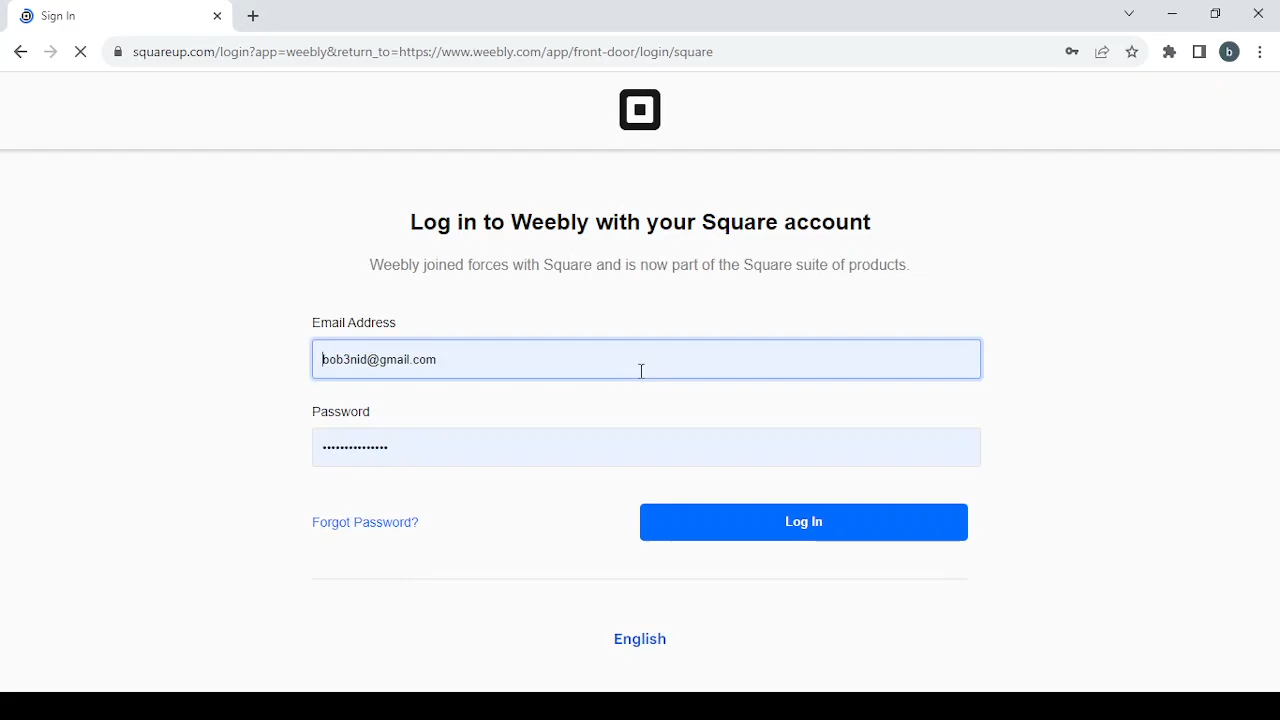 Sign In
squareup.com/login?app=weebly&return_to=https://www.weebly.com/app/front-door/login/square
b
Log in to Weebly with your Square account
Weebly joined forces with Square and is now part of the Square suite of products.
Email Address
bob3nid@gmail.com
Password
•••••••••••••••
Forgot Password?
Log In
English